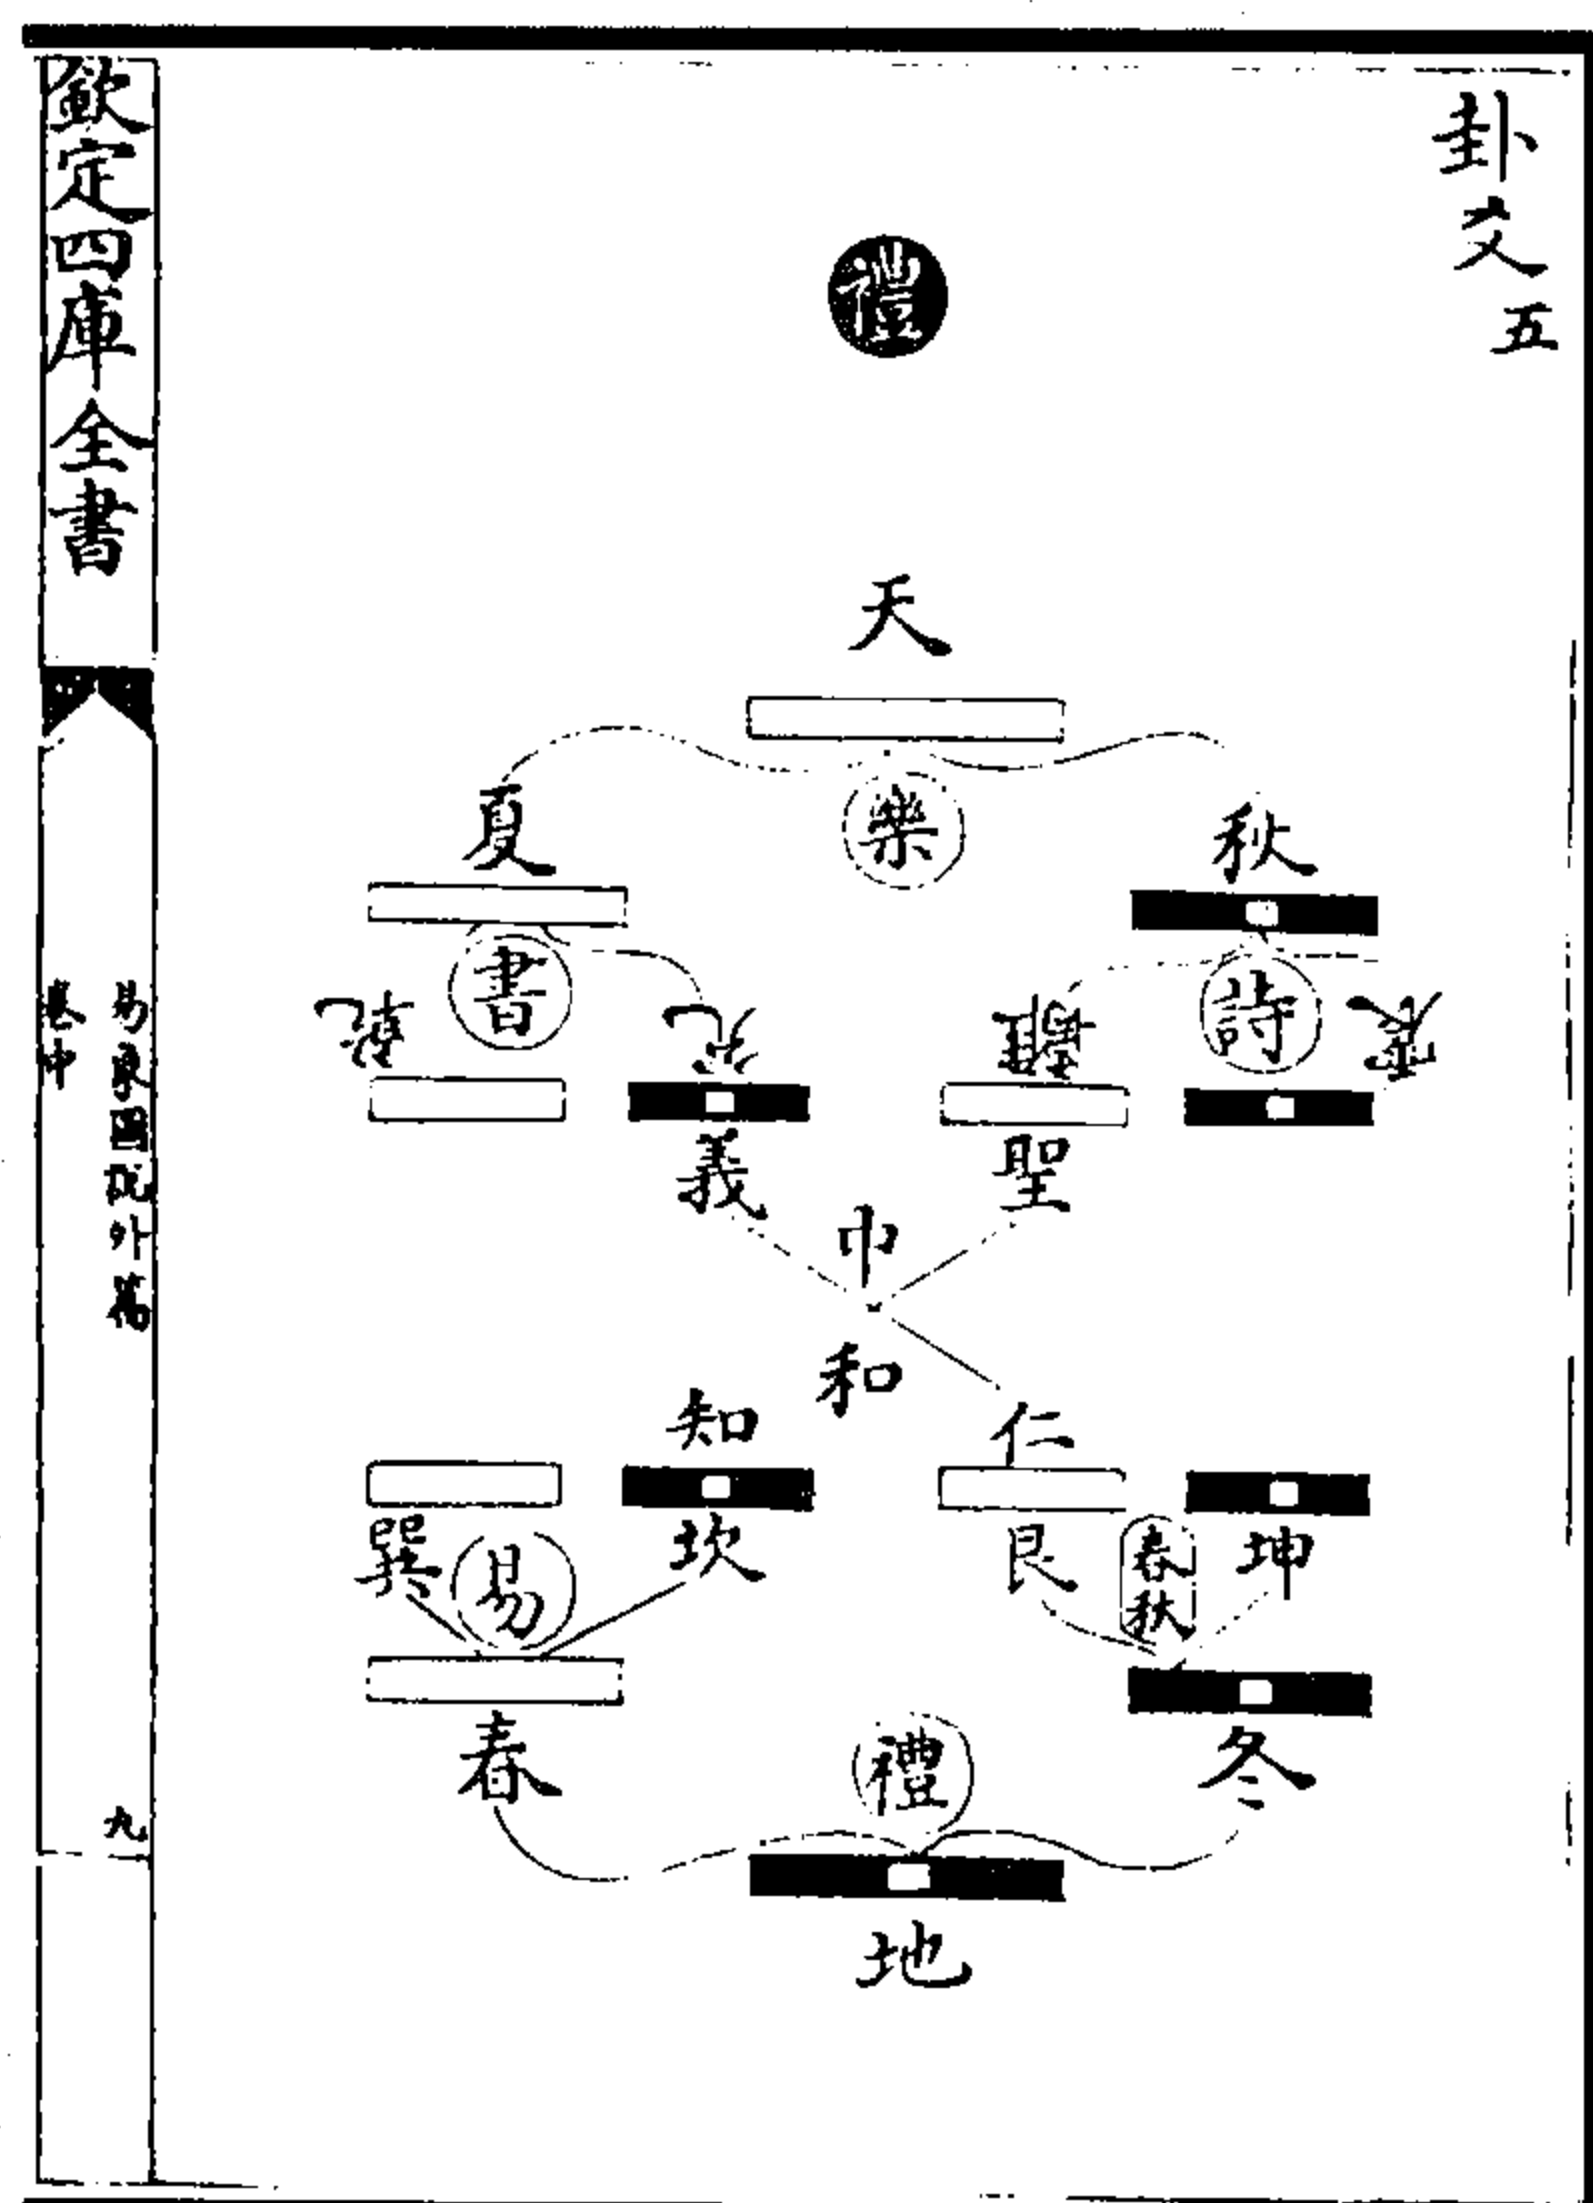 卦爻五
禮
天
樂
夏
秋
書
詩
義
聖
中
和
知
仁
巽
坎
艮
坤
易
春秋
春
冬
禮
地
欽定四庫全書
易象圖說外篇
卷中
九